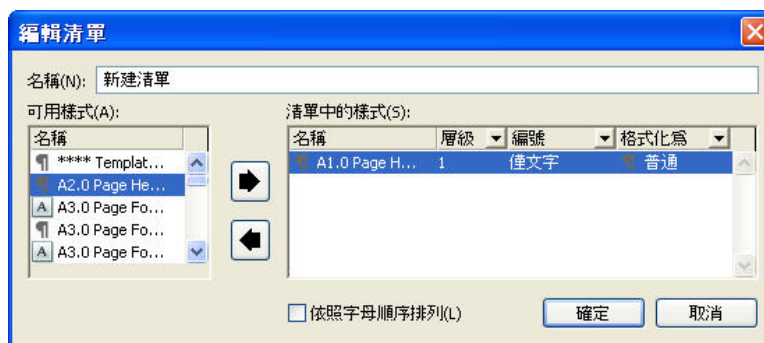 編輯清單
名稱(N): 新建清單
可用樣式(A):
名稱
¶ **** Templat...
¶ A2.0 Page He...
A A3.0 Page Fo...
¶ A3.0 Page Fo...
A A3.0 Page Fo...
清單中的樣式(S):
名稱 層級 編號 格式化為
¶ A1.0 Page H... 1 僅文字 ¶ 普通
依照字母順序排列(L)
確定 取消